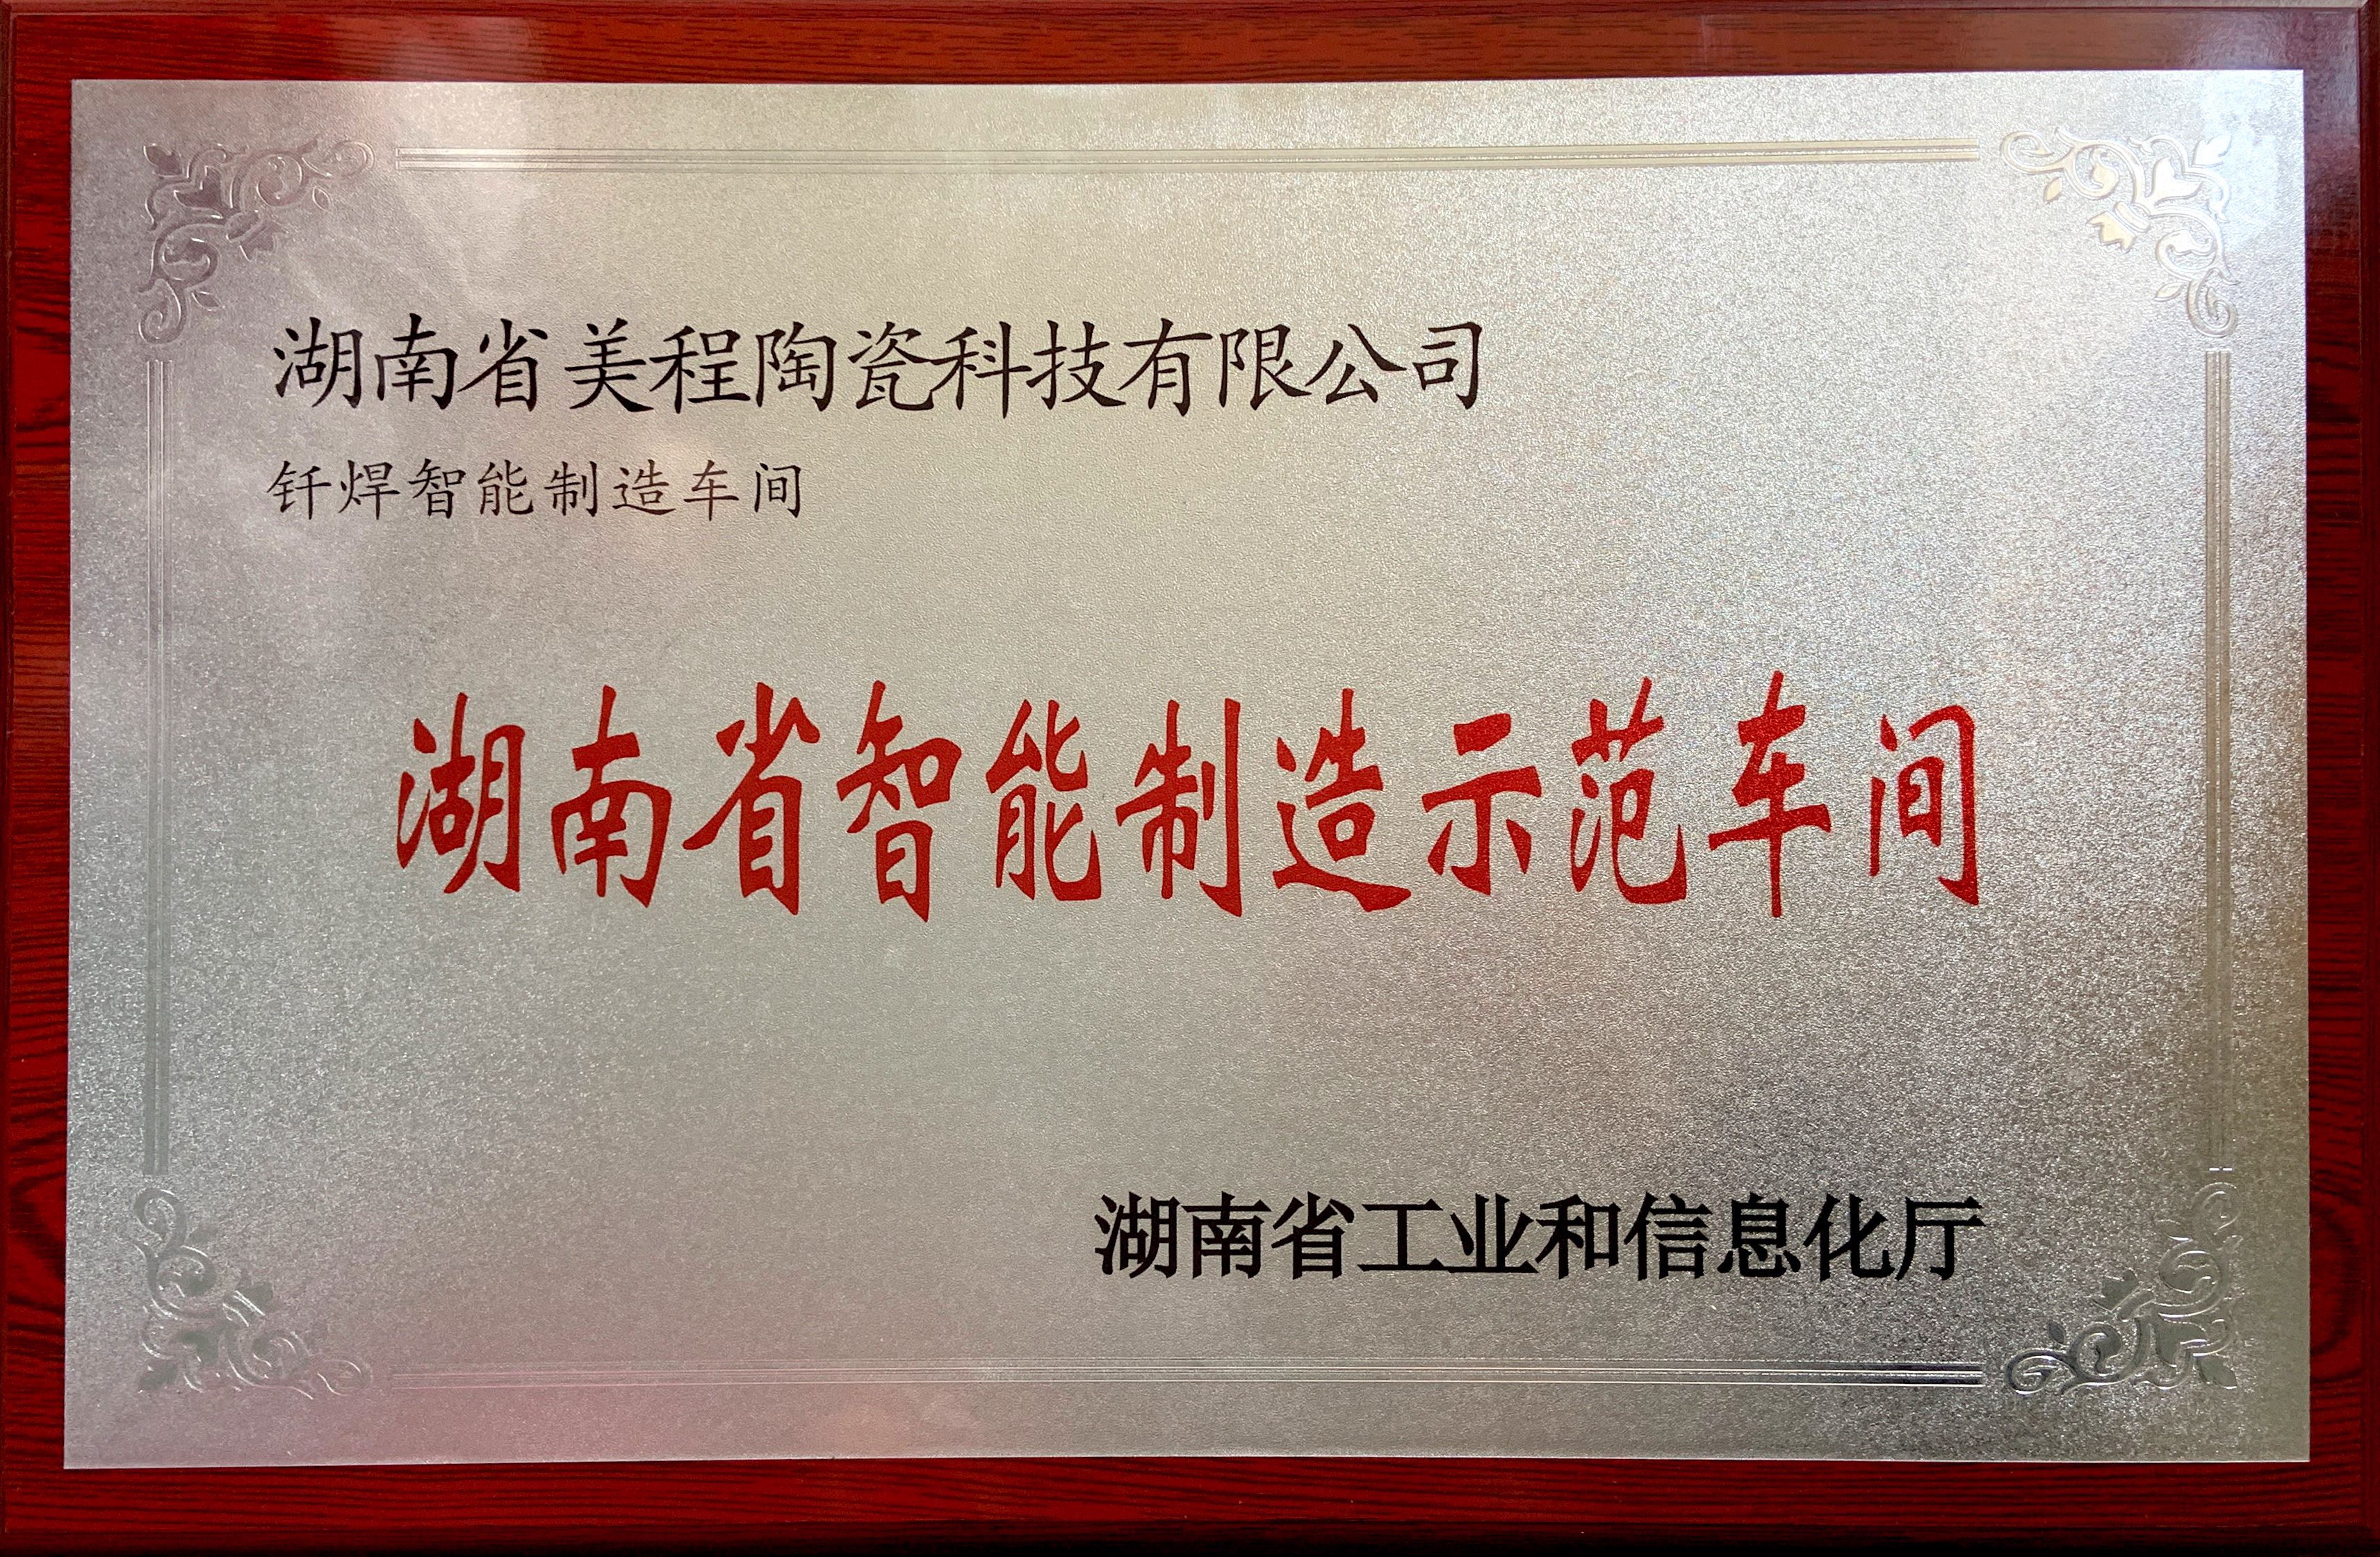 湖南省美程陶瓷科技有限公司
钎焊智能制造车间
湖南省智能制造示范车间
湖南省工业和信息化厅